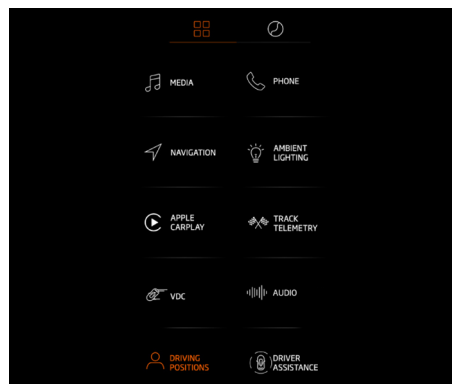 MEDIA
PHONE
NAVIGATION
AMBIENT
LIGHTING
APPLE
CARPLAY
TRACK
TELEMETRY
VDC
AUDIO
DRIVING
POSITIONS
DRIVER
ASSISTANCE